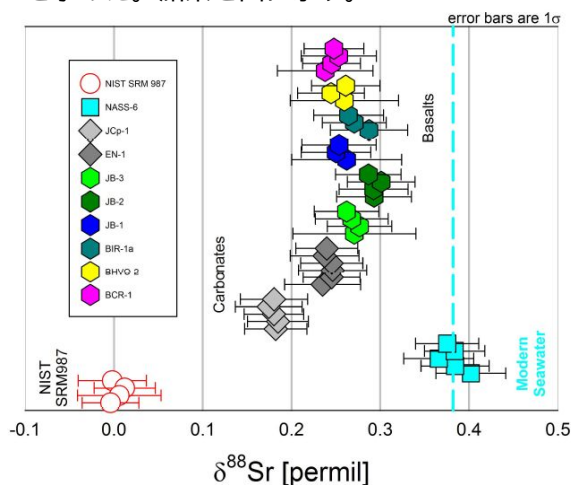 error bars are 1σ
NIST SRM 987
NASS-6
JCp-1
EN-1
JB-3
JB-2
JB-1
BIR-1a
BHVO-2
BCR-1
Basalts
Carbonates
NIST
SRM987
Modern
Seawater
-0.1 0.0 0.1 0.2 0.3 0.4 0.5
δ88Sr [permil]